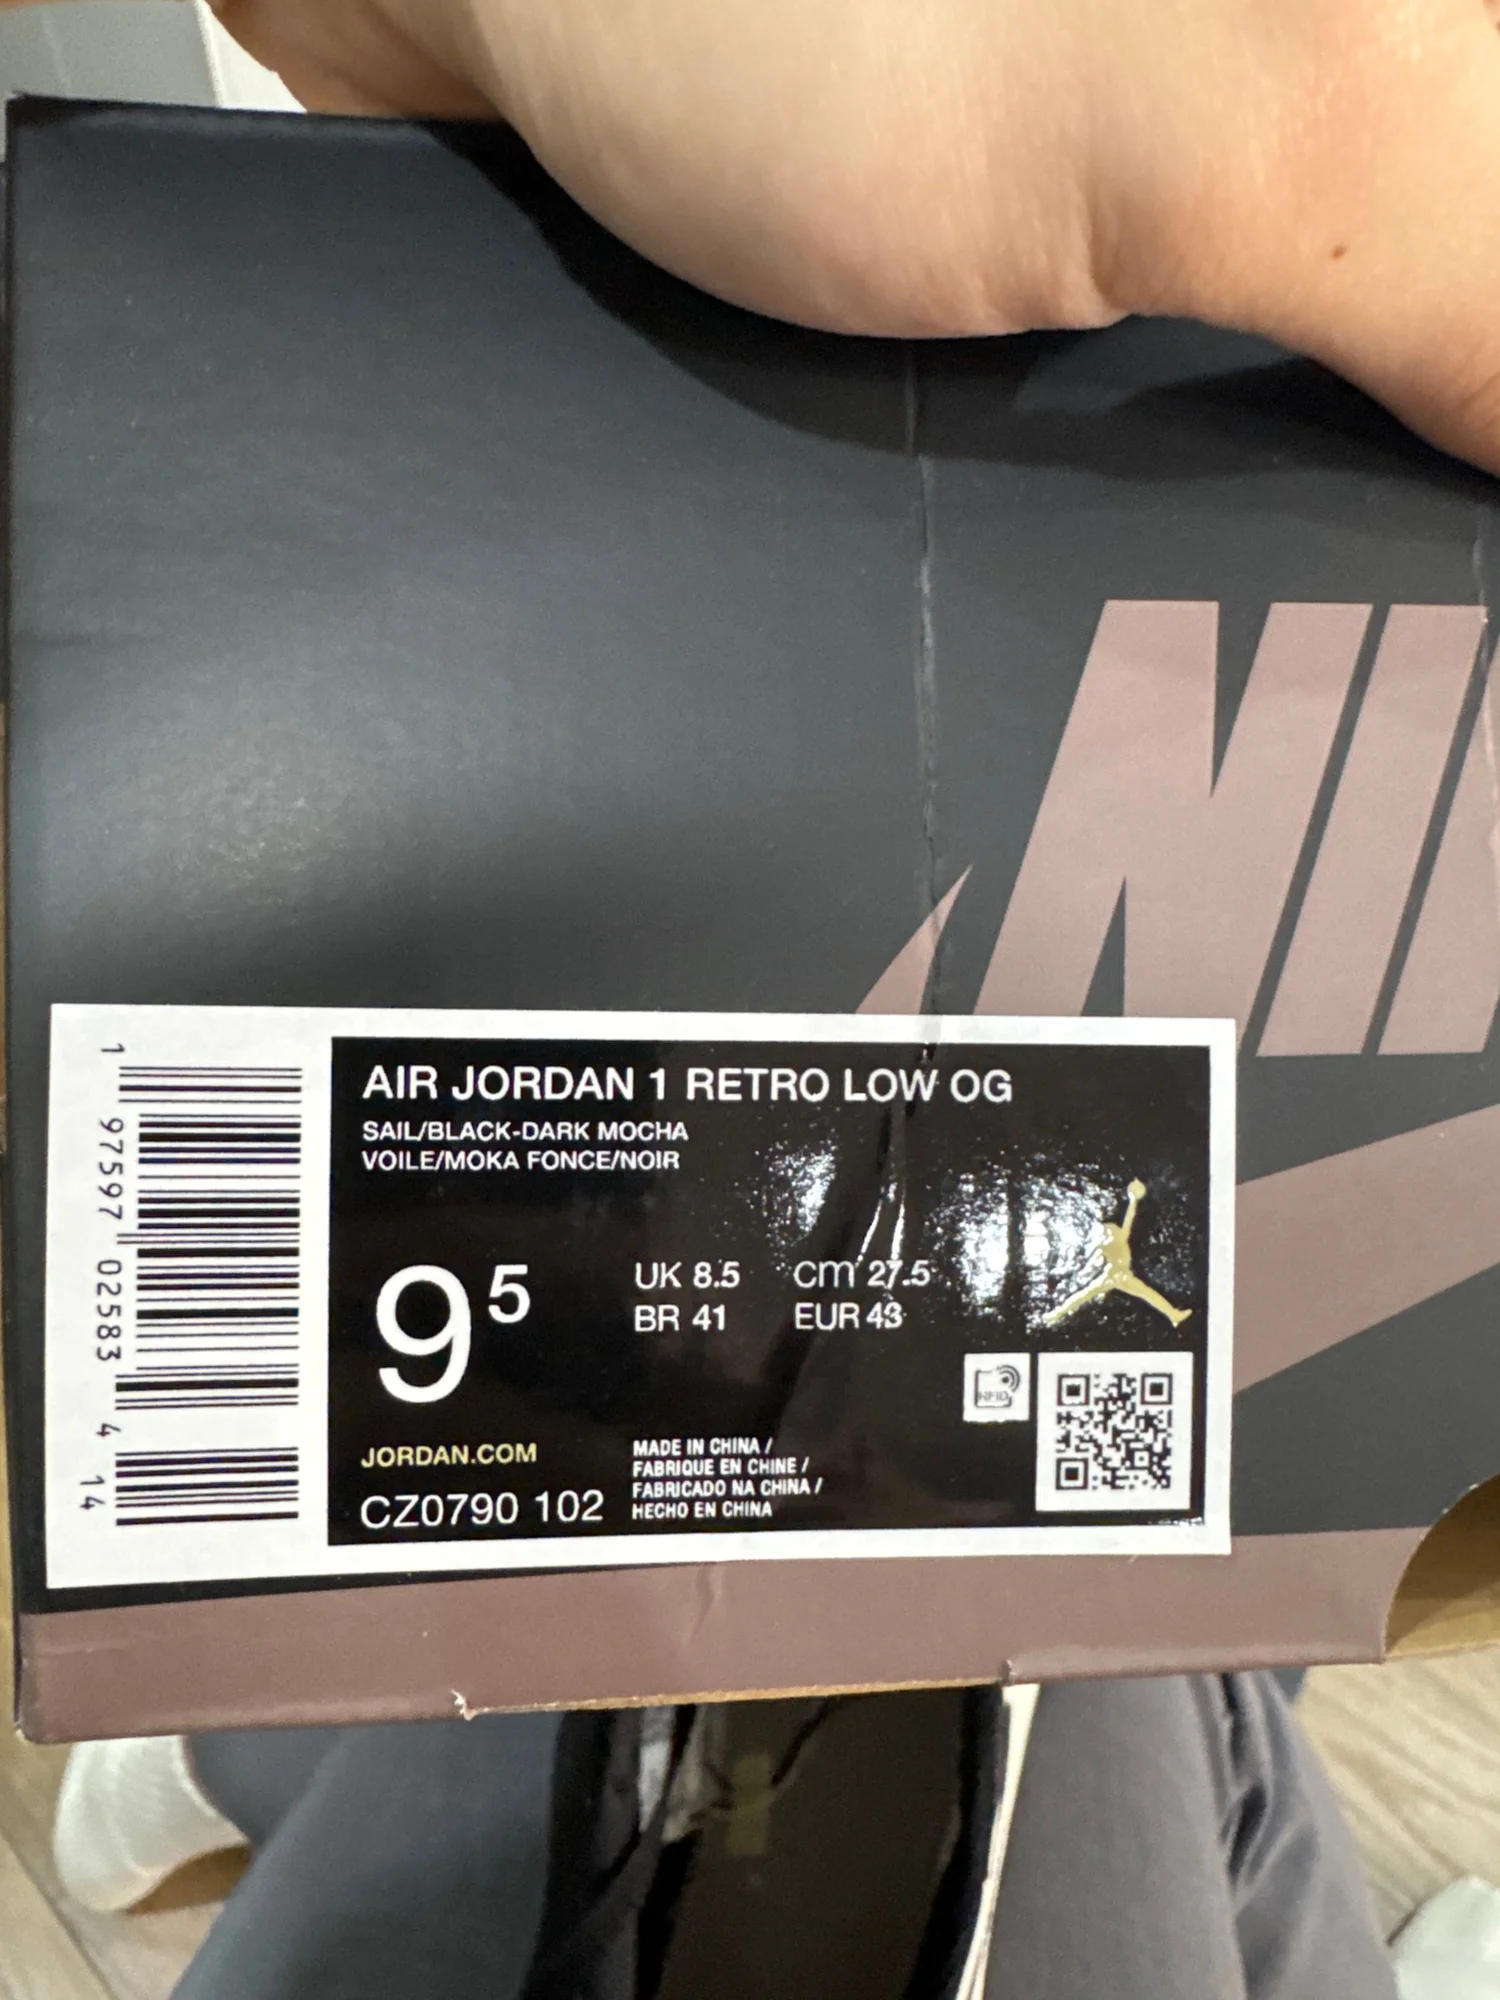 NI
AIR JORDAN 1 RETRO LOW OG
SAIL/BLACK-DARK MOCHA
VOILE/MOKA FONCE/NOIR
9 5
UK 8.5 cm 27.5
BR 41 EUR 43
RFID
JORDAN.COM
CZ0790 102
MADE IN CHINA /
FABRIQUE EN CHINE /
FABRICADO NA CHINA /
HECHO EN CHINA
1 97597 02583 4 14